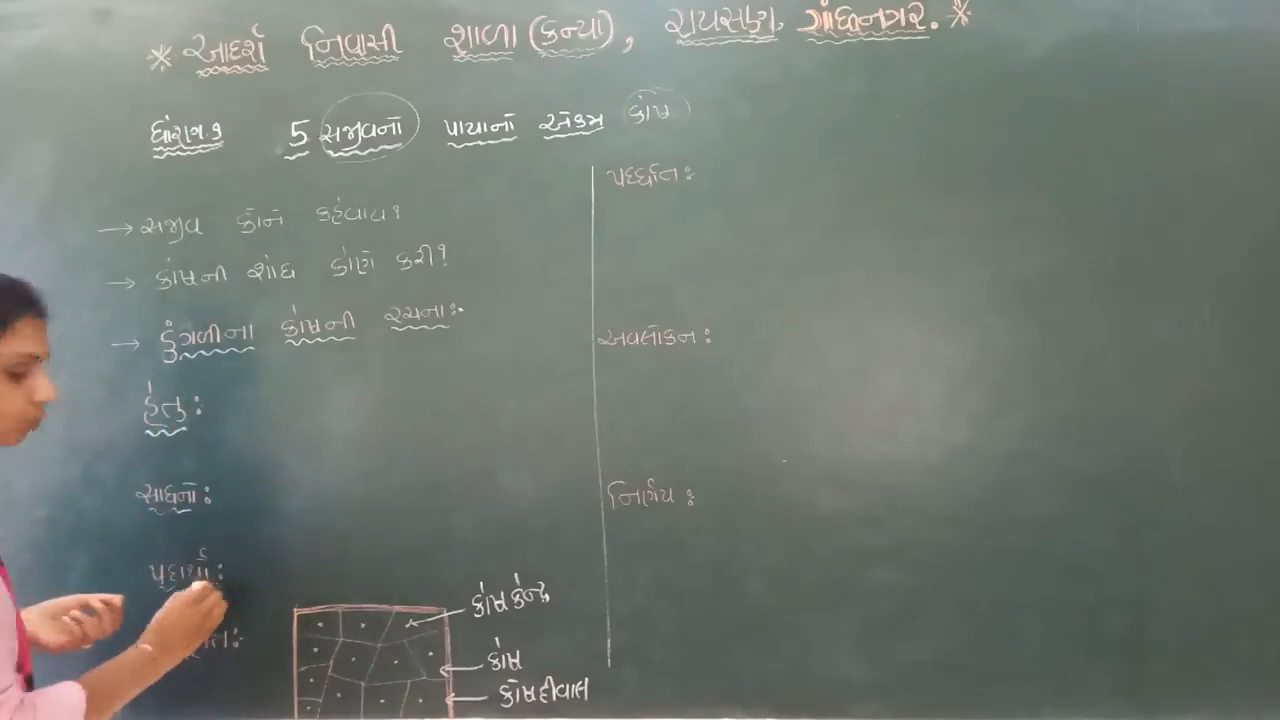 * આદર્શ નિવાસી શાળા (કન્યા), રાયસણ, ગાંધીનગર. *
ધોરણ.૭ 5 સજીવનો પાયાનો એકમ કોષ
→ સજીવ કોને કહેવાય?
→ કોષની શોધ કોણે કરી?
→ ડુંગળીના કોષની રચના:-
હેતુ:
સાધનો:
પદાર્થો:
કોષકેન્દ્ર
કોષ
કોષદીવાલ
પદ્ધતિ:
અવલોકન:
નિર્ણય: